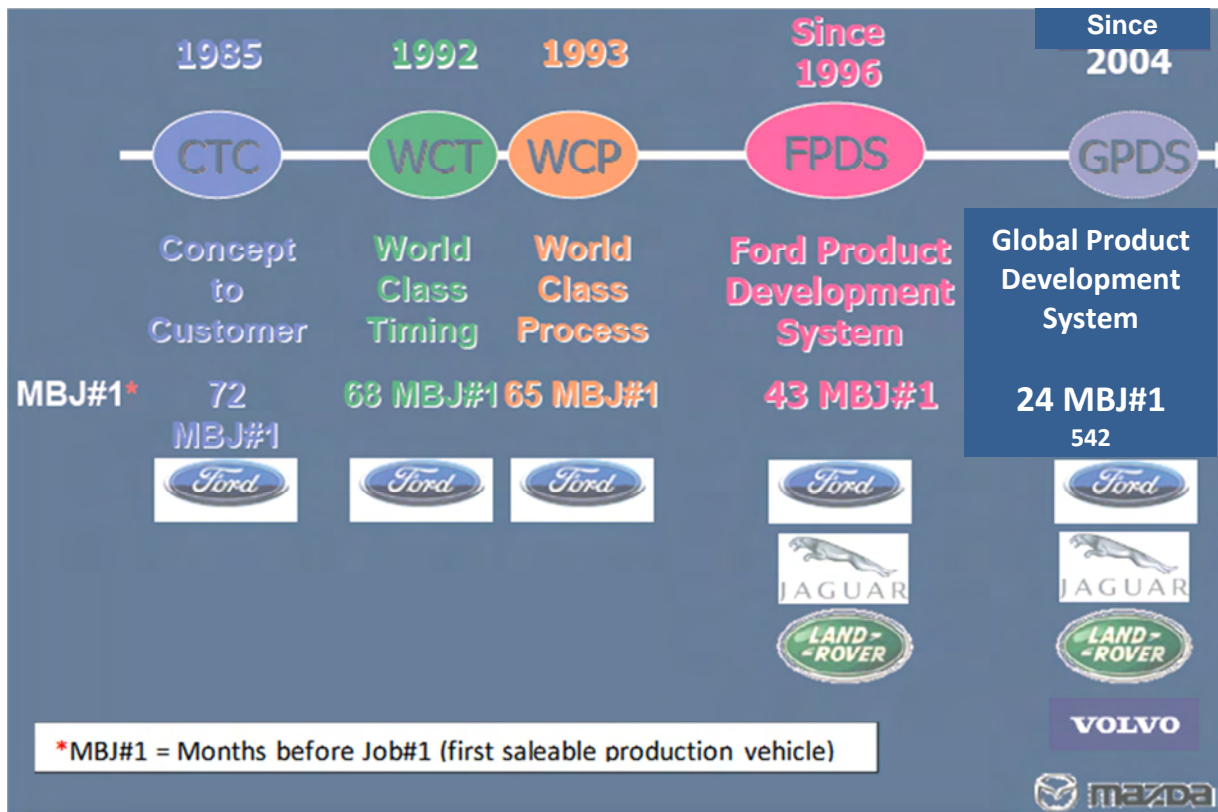 1985
1992
1993
Since
1996
Since
2004
CTC
WCT
WCP
FPDS
GPDS
Concept
to
Customer
World
Class
Timing
World
Class
Process
Ford Product
Development
System
Global Product
Development
System
MBJ#1*
72
MBJ#1
68 MBJ#1
65 MBJ#1
43 MBJ#1
24 MBJ#1
542
Ford
Ford
Ford
Ford
Ford
JAGUAR
JAGUAR
LAND-
-ROVER
LAND-
-ROVER
VOLVO
*MBJ#1 = Months before Job#1 (first saleable production vehicle)
mazda